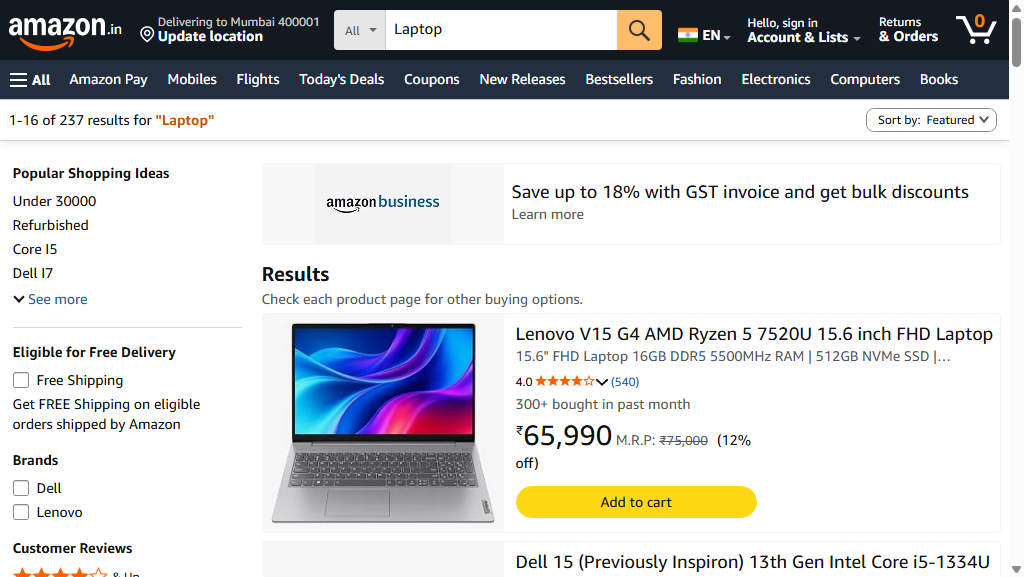 amazon.in
Delivering to Mumbai 400001
Update location
All
Laptop
EN
Hello, sign in
Account & Lists
Returns
& Orders
0
All
Amazon Pay
Mobiles
Flights
Today's Deals
Coupons
New Releases
Bestsellers
Fashion
Electronics
Computers
Books
1-16 of 237 results for "Laptop"
Sort by: Featured
Popular Shopping Ideas
Under 30000
Refurbished
Core I5
Dell I7
See more
Eligible for Free Delivery
Free Shipping
Get FREE Shipping on eligible
orders shipped by Amazon
Brands
Dell
Lenovo
Customer Reviews
& Up
amazon business
Save up to 18% with GST invoice and get bulk discounts
Learn more
Results
Check each product page for other buying options.
Lenovo V15 G4 AMD Ryzen 5 7520U 15.6 inch FHD Laptop
15.6" FHD Laptop 16GB DDR5 5500MHz RAM | 512GB NVMe SSD |…
4.0 (540)
300+ bought in past month
₹65,990 M.R.P: ₹75,000 (12%
off)
Add to cart
Dell 15 (Previously Inspiron) 13th Gen Intel Core i5-1334U